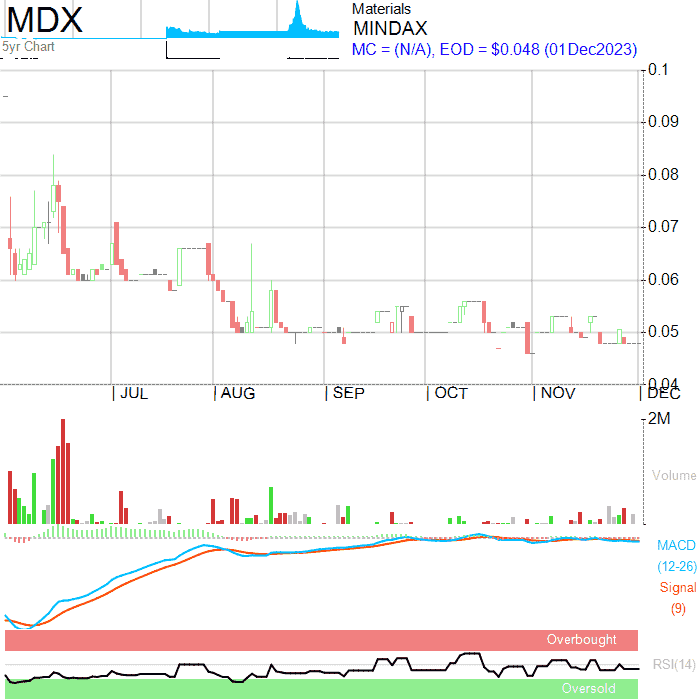 MDX
5yr Chart
Materials
MINDAX
MC = (N/A), EOD = $0.048 (01Dec2023)
0.1
0.09
0.08
0.07
0.06
0.05
0.04
JUL AUG SEP OCT NOV DEC
2M
Volume
MACD
(12-26)
Signal
(9)
Overbought
RSI(14)
Oversold